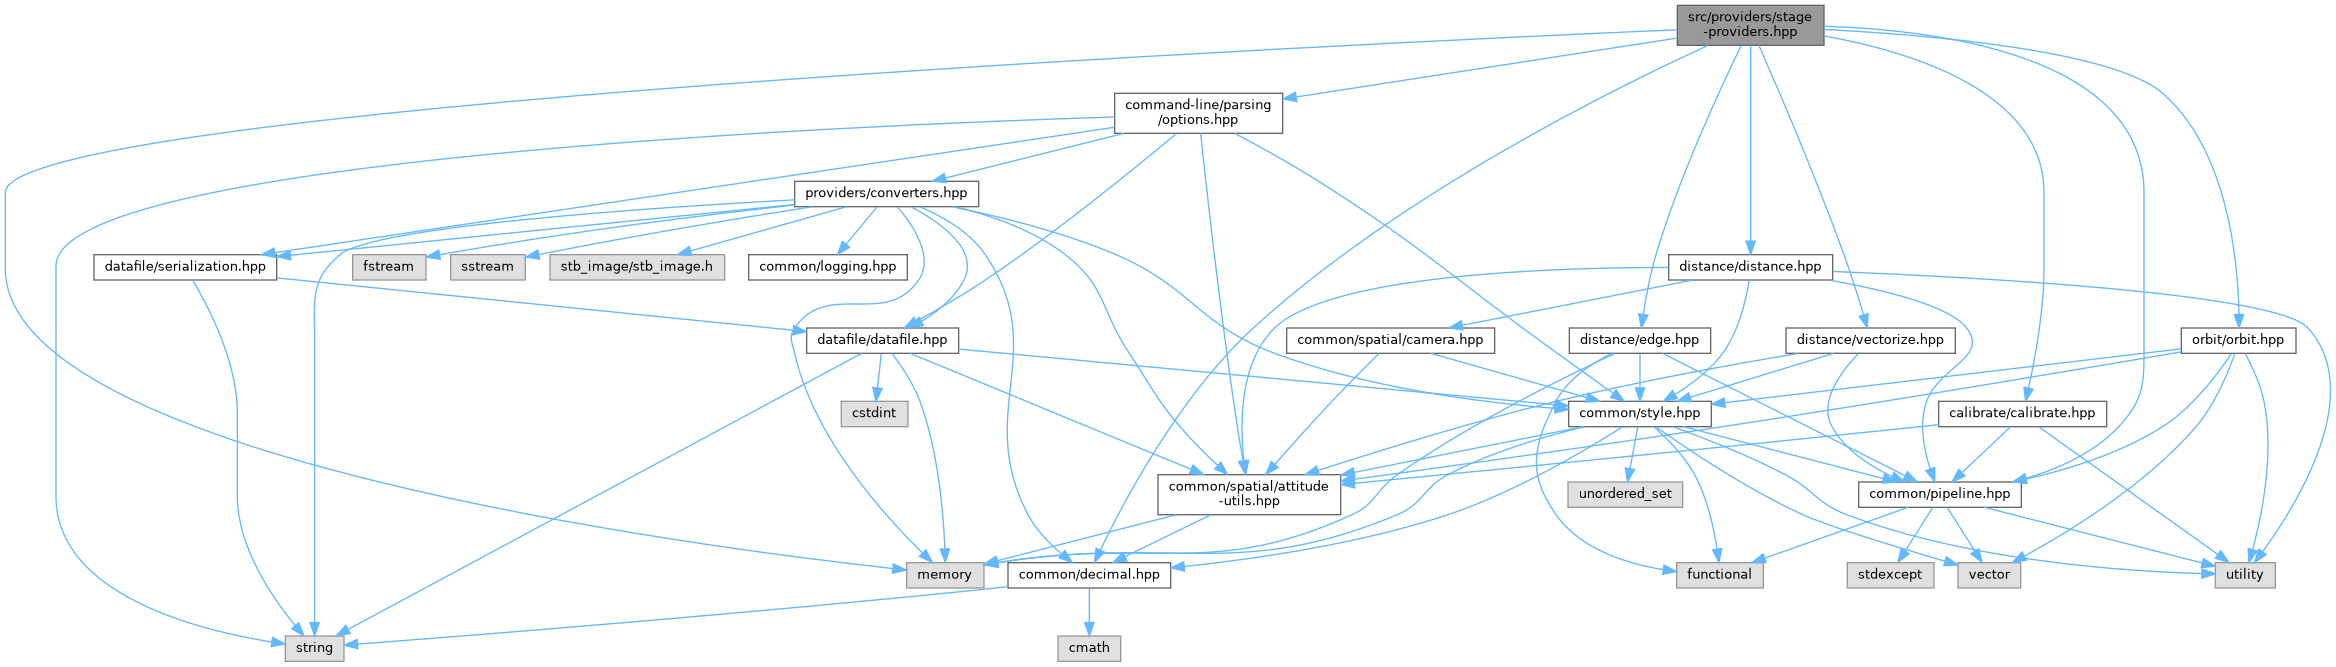 src/providers/stage
-providers.hpp
command-line/parsing
/options.hpp
providers/converters.hpp
datafile/serialization.hpp
fstream
sstream
stb_image/stb_image.h
common/logging.hpp
distance/distance.hpp
datafile/datafile.hpp
common/spatial/camera.hpp
distance/edge.hpp
distance/vectorize.hpp
orbit/orbit.hpp
cstdint
common/style.hpp
calibrate/calibrate.hpp
common/spatial/attitude
-utils.hpp
unordered_set
common/pipeline.hpp
memory
common/decimal.hpp
functional
stdexcept
vector
utility
string
cmath